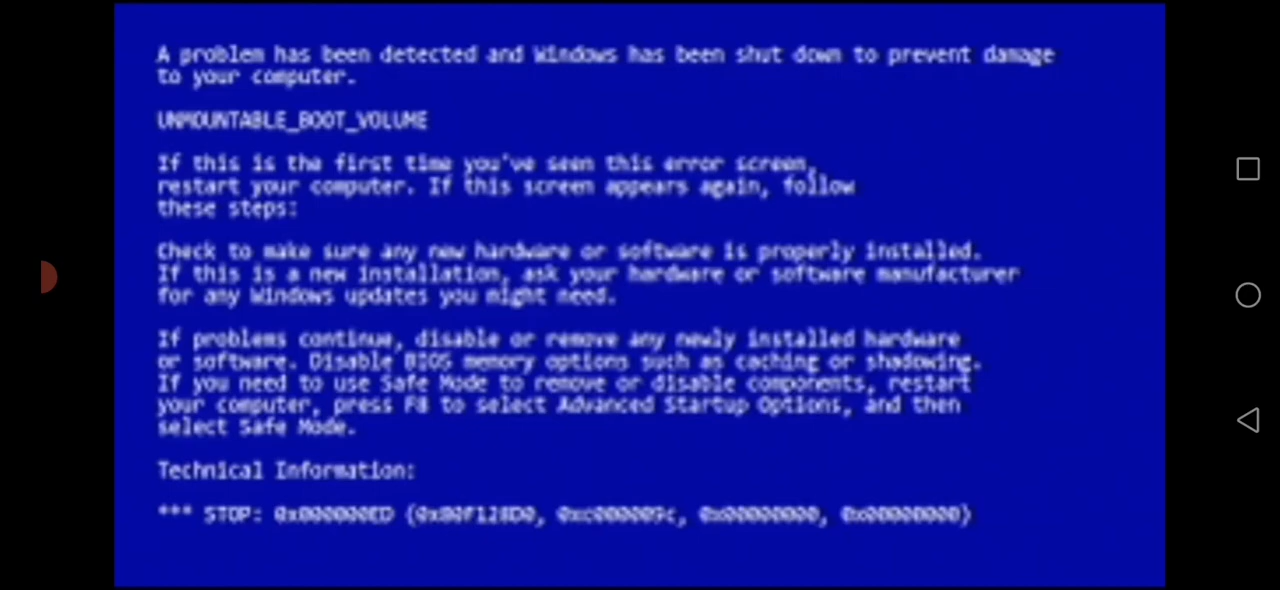 A problem has been detected and Windows has been shut down to prevent damage
to your computer.
UNMOUNTABLE_BOOT_VOLUME
If this is the first time you've seen this error screen,
restart your computer. If this screen appears again, follow
these steps:
Check to make sure any new hardware or software is properly installed.
If this is a new installation, ask your hardware or software manufacturer
for any Windows updates you might need.
If problems continue, disable or remove any newly installed hardware
or software. Disable BIOS memory options such as caching or shadowing.
If you need to use Safe Mode to remove or disable components, restart
your computer, press F8 to select Advanced Startup Options, and then
select Safe Mode.
Technical Information:
*** STOP: 0x000000ED (0x80F128D0, 0xc000009c, 0x00000000, 0x00000000)